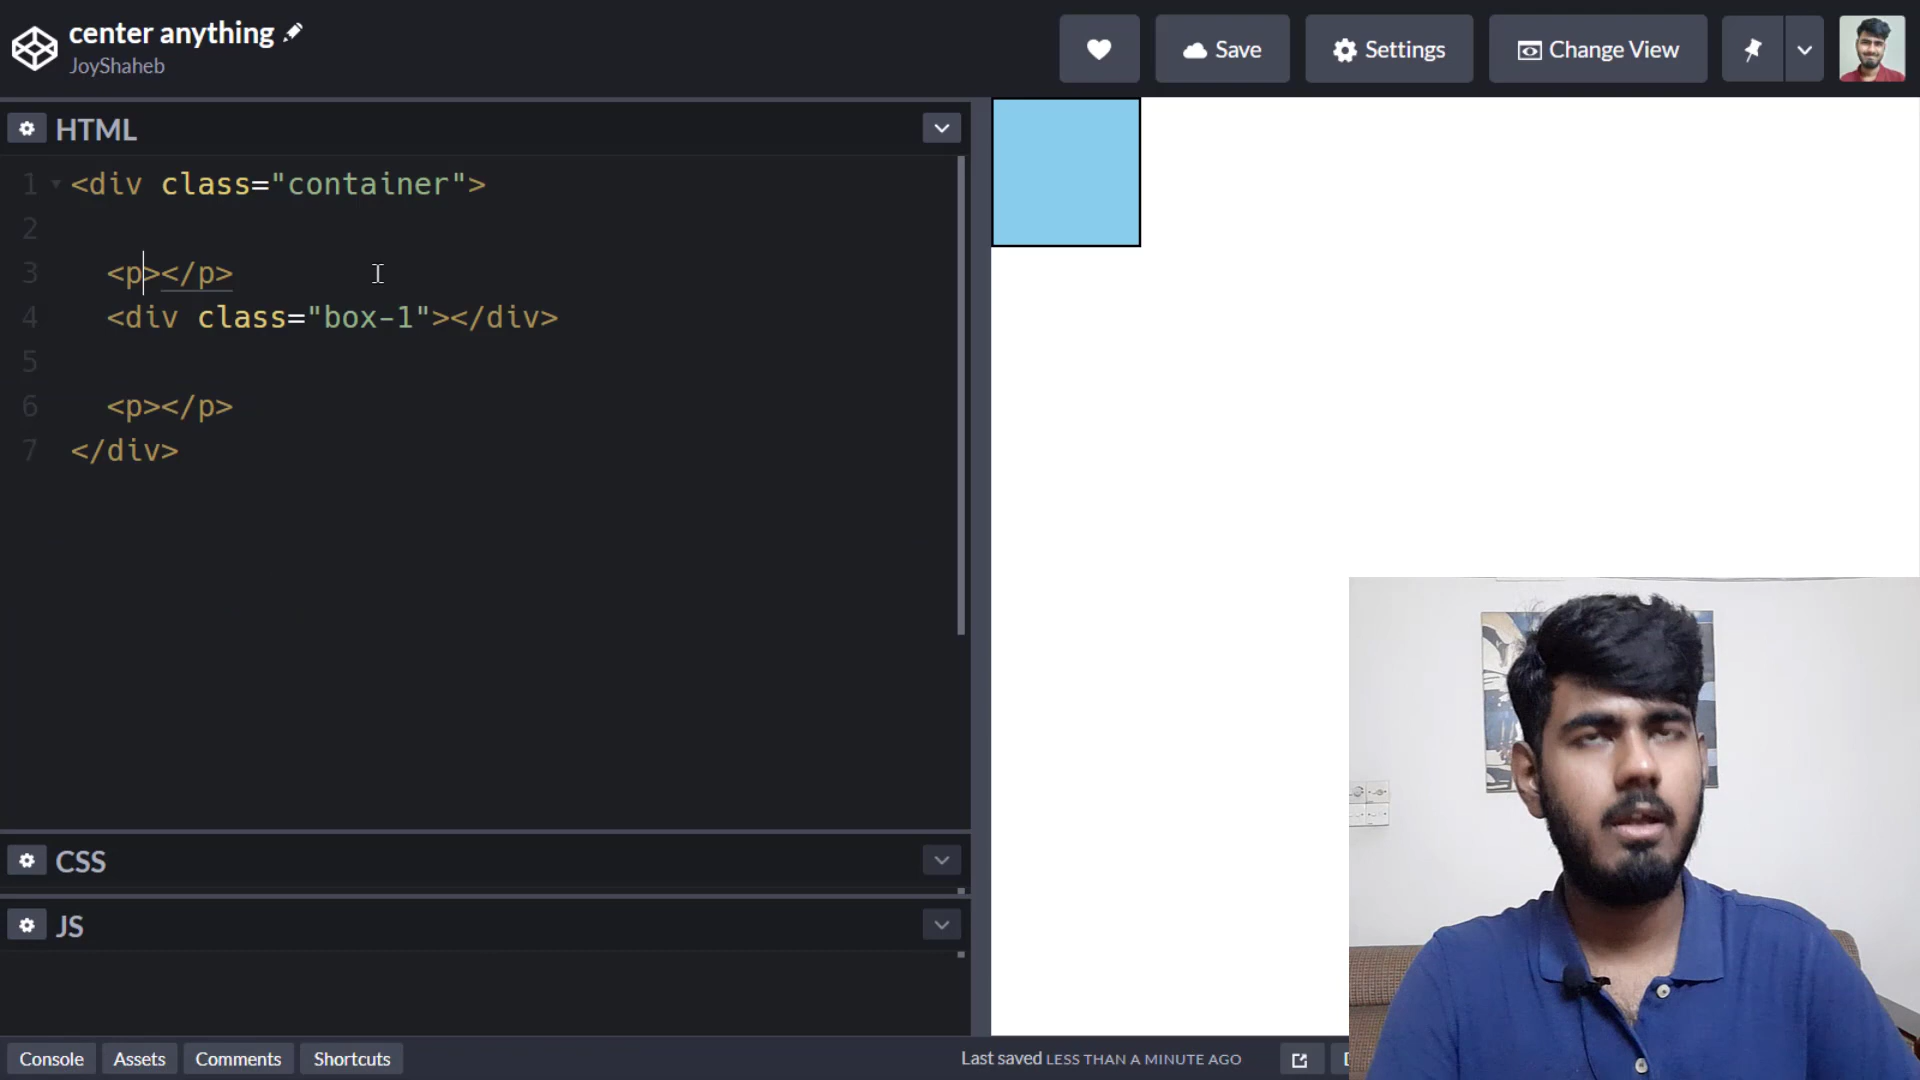 center anything
JoyShaheb
Save
Settings
Change View
HTML
1 <div class="container">
2
3 <p></p>
4 <div class="box-1"></div>
5
6 <p></p>
7 </div>
CSS
JS
Console
Assets
Comments
Shortcuts
Last saved LESS THAN A MINUTE AGO